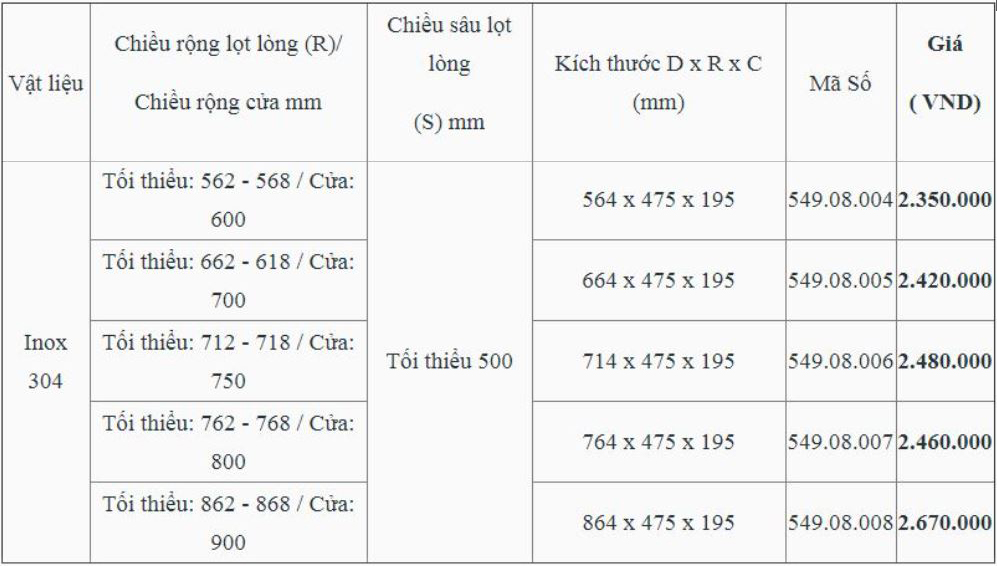 Vật liệu
Chiều rộng lọt lòng (R)/
Chiều rộng cửa mm
Chiều sâu lọt
lòng
(S) mm
Kích thước D x R x C
(mm)
Mã Số
Giá
( VND)
Inox
304
Tối thiểu: 562 - 568 / Cửa:
600
Tối thiểu 500
564 x 475 x 195
549.08.004
2.350.000
Tối thiểu: 662 - 618 / Cửa:
700
664 x 475 x 195
549.08.005
2.420.000
Tối thiểu: 712 - 718 / Cửa:
750
714 x 475 x 195
549.08.006
2.480.000
Tối thiểu: 762 - 768 / Cửa:
800
764 x 475 x 195
549.08.007
2.460.000
Tối thiểu: 862 - 868 / Cửa:
900
864 x 475 x 195
549.08.008
2.670.000